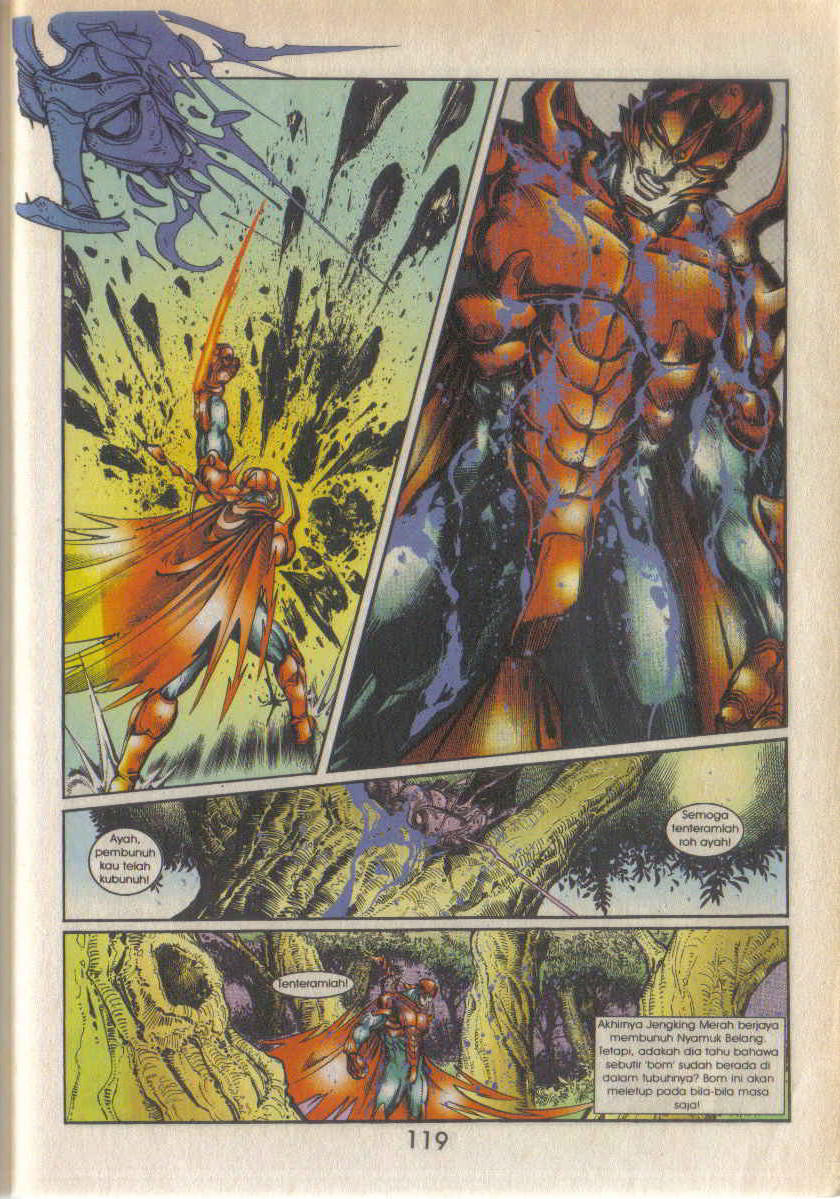 Ayah,
pembunuh
kau telah
kubunuh!
Semoga
tenteramlah
roh ayah!
Tenteramlah!
Akhirnya Jengking Merah berjaya
membunuh Nyamuk Belang.
Tetapi, adakah dia tahu bahawa
sebutir 'bom' sudah berada di
dalam tubuhnya? Bom ini akan
meletup pada bila-bila masa
saja!
119